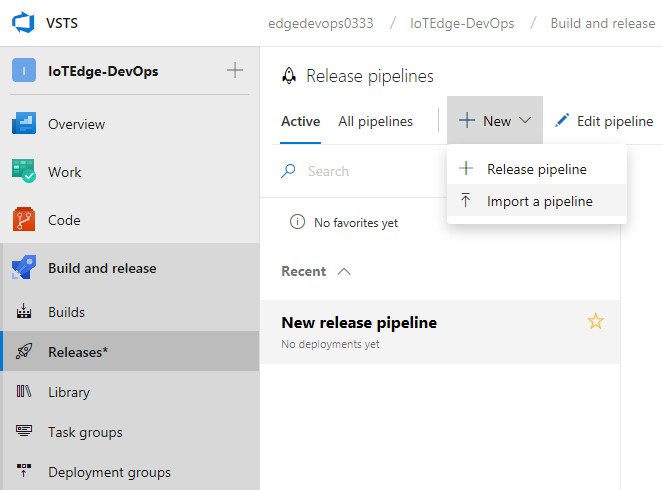 VSTS
edgedevops0333 / IoTEdge-DevOps / Build and release
I IoTEdge-DevOps
Overview
Work
Code
Build and release
Builds
Releases*
Library
Task groups
Deployment groups
Release pipelines
Active All pipelines New Edit pipeline
Release pipeline
Import a pipeline
Search
No favorites yet
Recent
New release pipeline
No deployments yet